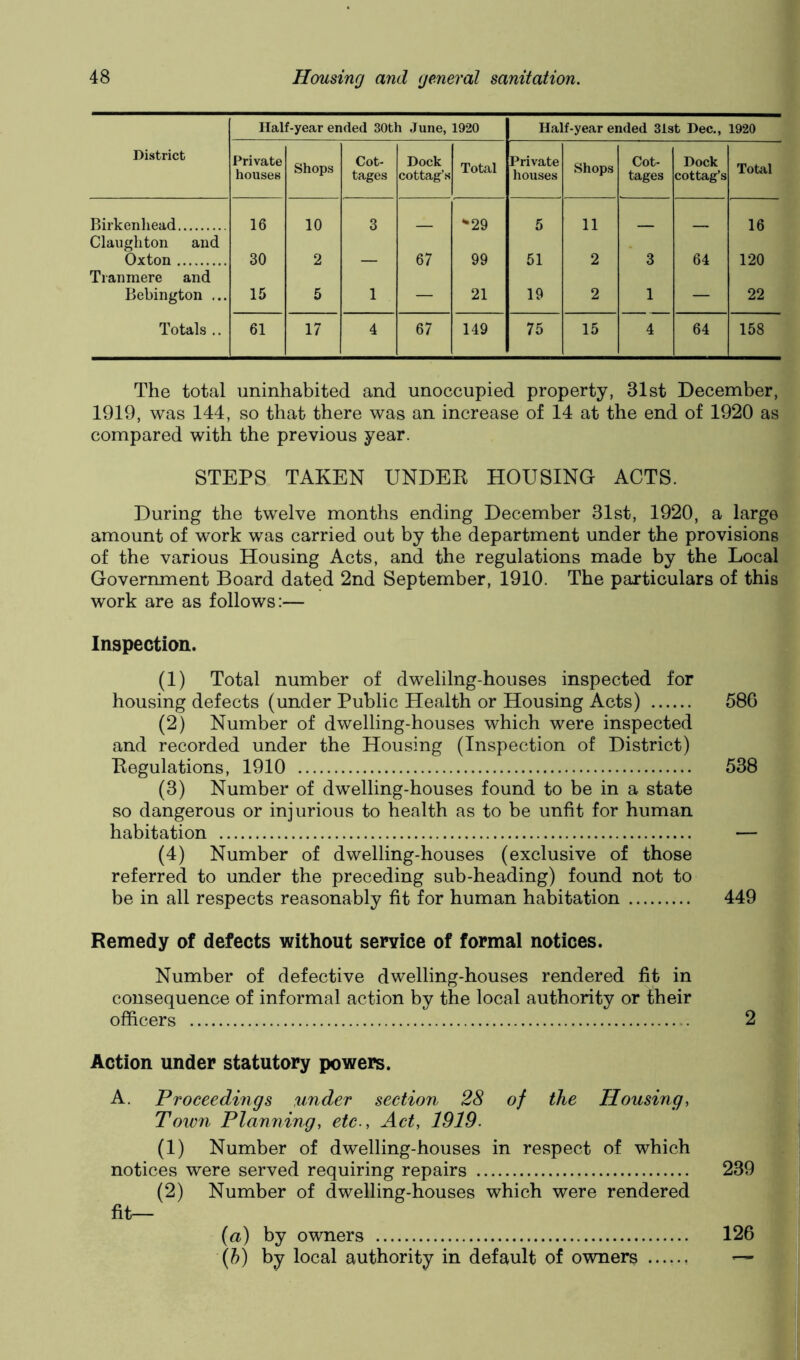 48 Housing and general sanitation.
District Half-year ended 30th June, 1920 Half-year ended 31st Dec., 1920
Private houses Shops Cot-tages Dock cottag's Total Private houses Shops Cot-tages Dock cottag's Total
Birkenhead......... 16 10 3 — 29 5 11 — — 16
Claughton and
Oxton ......... 30 2 — 67 99 51 2 3 64 120
Tranmere and
Bebington ... 15 5 1 — 21 19 2 1 — 22
Totals .. 61 17 4 67 149 75 15 4 64 158
The total uninhabited and unoccupied property, 31st December,
1919, was 144, so that there was an increase of 14 at the end of 1920 as
compared with the previous year.
STEPS TAKEN UNDER HOUSING ACTS.
During the twelve months ending December 31st, 1920, a large
amount of work was carried out by the department under the provisions
of the various Housing Acts, and the regulations made by the Local
Government Board dated 2nd September, 1910. The particulars of this
work are as follows:—
Inspection.
(1) Total number of dwelilng-houses inspected for
housing defects (under Public Health or Housing Acts) ...... 586
(2) Number of dwelling-houses which were inspected
and recorded under the Housing (Inspection of District)
Regulations, 1910 ............................................................ 538
(3) Number of dwelling-houses found to be in a state
so dangerous or injurious to health as to be unfit for human
habitation ........................................................................ —
(4) Number of dwelling-houses (exclusive of those
referred to under the preceding sub-heading) found not to
be in all respects reasonably fit for human habitation .......... 449
Remedy of defects without service of formal notices.
Number of defective dwelling-houses rendered fit in
consequence of informal action by the local authority or their
officers ............................................................................ 2
Action under statutory powers.
A. Proceedings under section 28 of the Housing,
Town Planning, etc., Act, 1919.
(1) Number of dwelling-houses in respect of which
notices were served requiring repairs ................................. 239
(2) Number of dwelling-houses which were rendered
fit—
(a) by owners ................................................ 126
(b) by local authority in default of owners ...... —